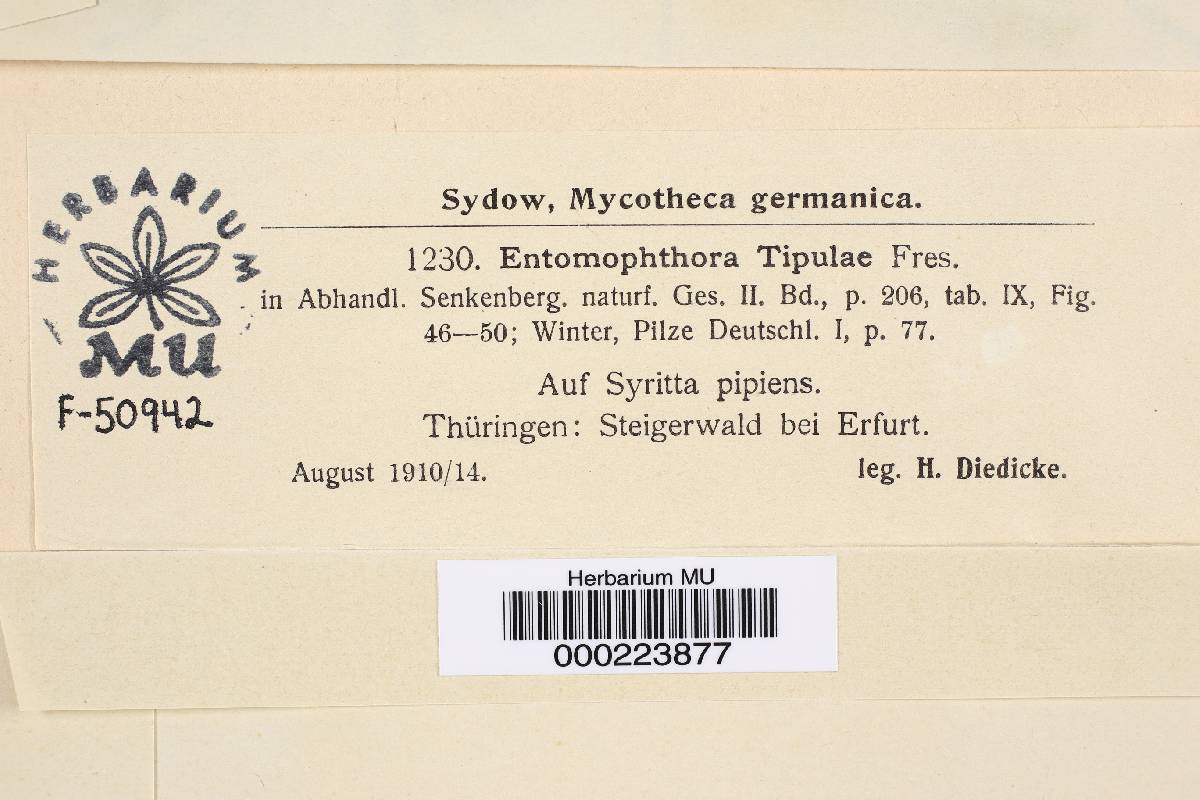 HERBARIUM
MU
F-50942
Sydow, Mycotheca germanica.
1230. Entomophthora Tipulae Fres.
in Abhandl. Senkenberg. naturf. Ges. II. Bd., p. 206, tab. IX, Fig.
46—50; Winter, Pilze Deutschl. I, p. 77.
Auf Syritta pipiens.
Thüringen: Steigerwald bei Erfurt.
August 1910/14. leg. H. Diedicke.
Herbarium MU
000223877